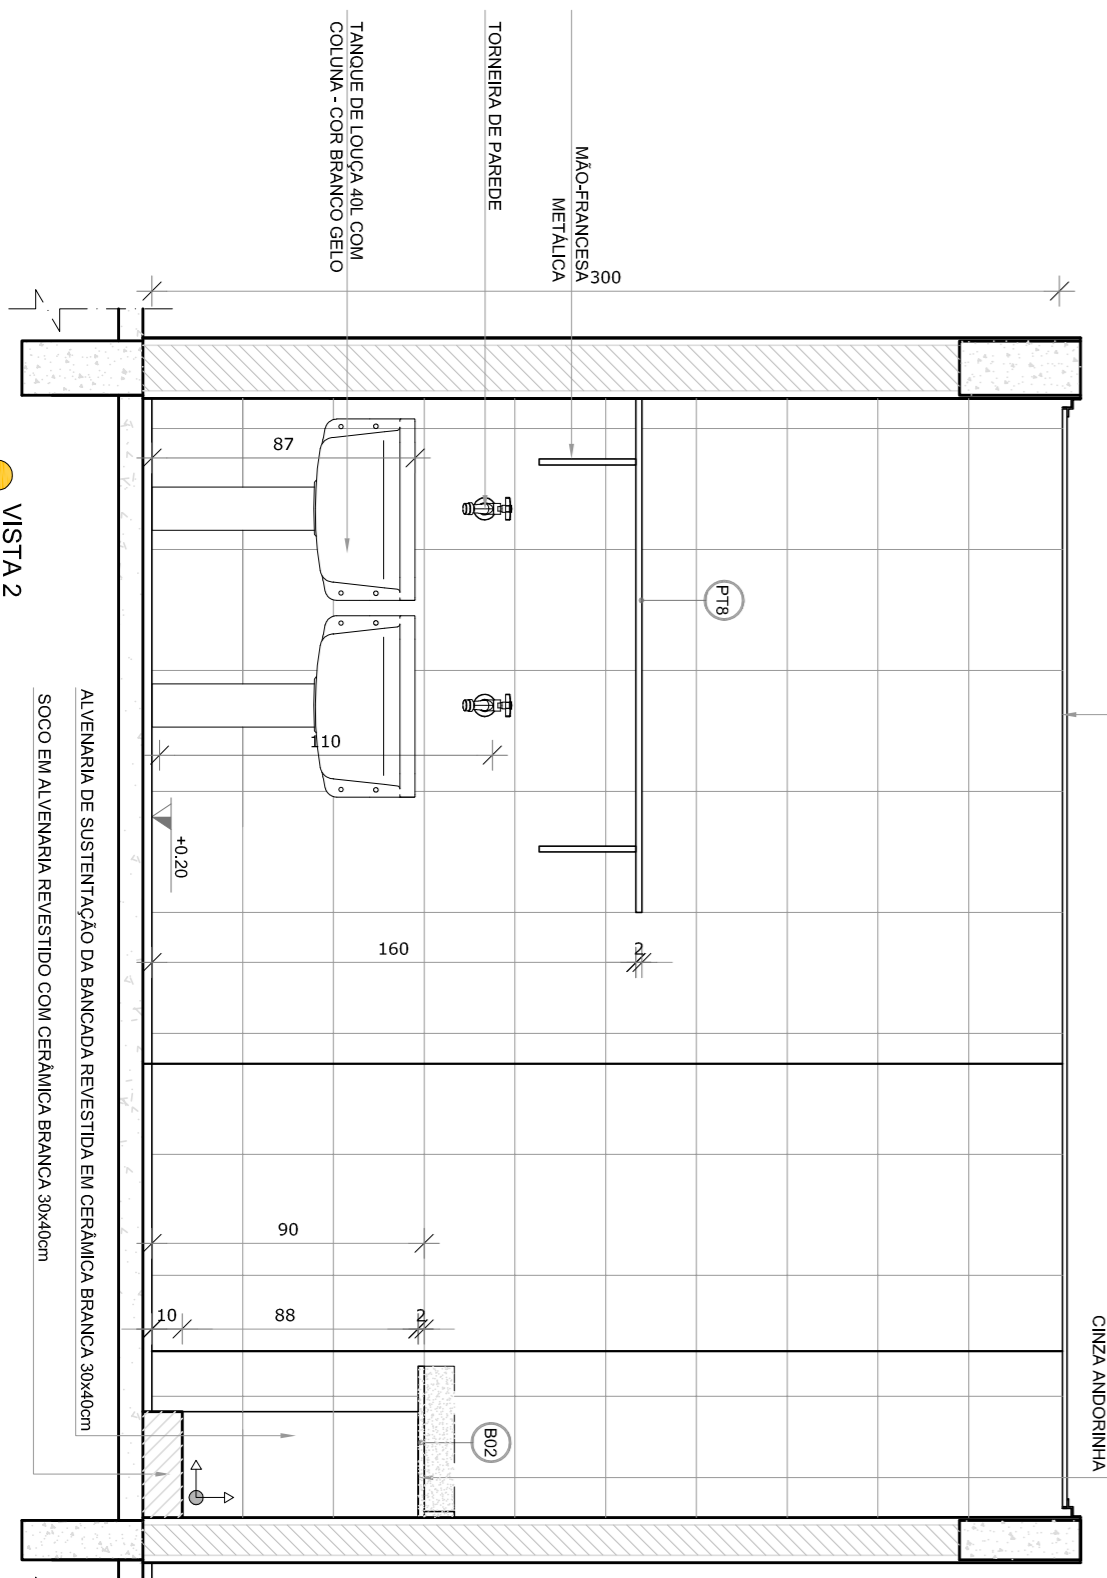 TANQUE DE LOUÇA 40L COM
COLUNA - COR BRANCO GELO
TORNEIRA DE PAREDE
MÃO-FRANCESA
METÁLICA
300
87
PT8
110
+0.20
160
2
90
10
88
2
B02
CINZA ANDORINHA
ALVENARIA DE SUSTENTAÇÃO DA BANCADA REVESTIDA EM CERÂMICA BRANCA 30x40cm
SOCO EM ALVENARIA REVESTIDO COM CERÂMICA BRANCA 30x40cm
VISTA 2